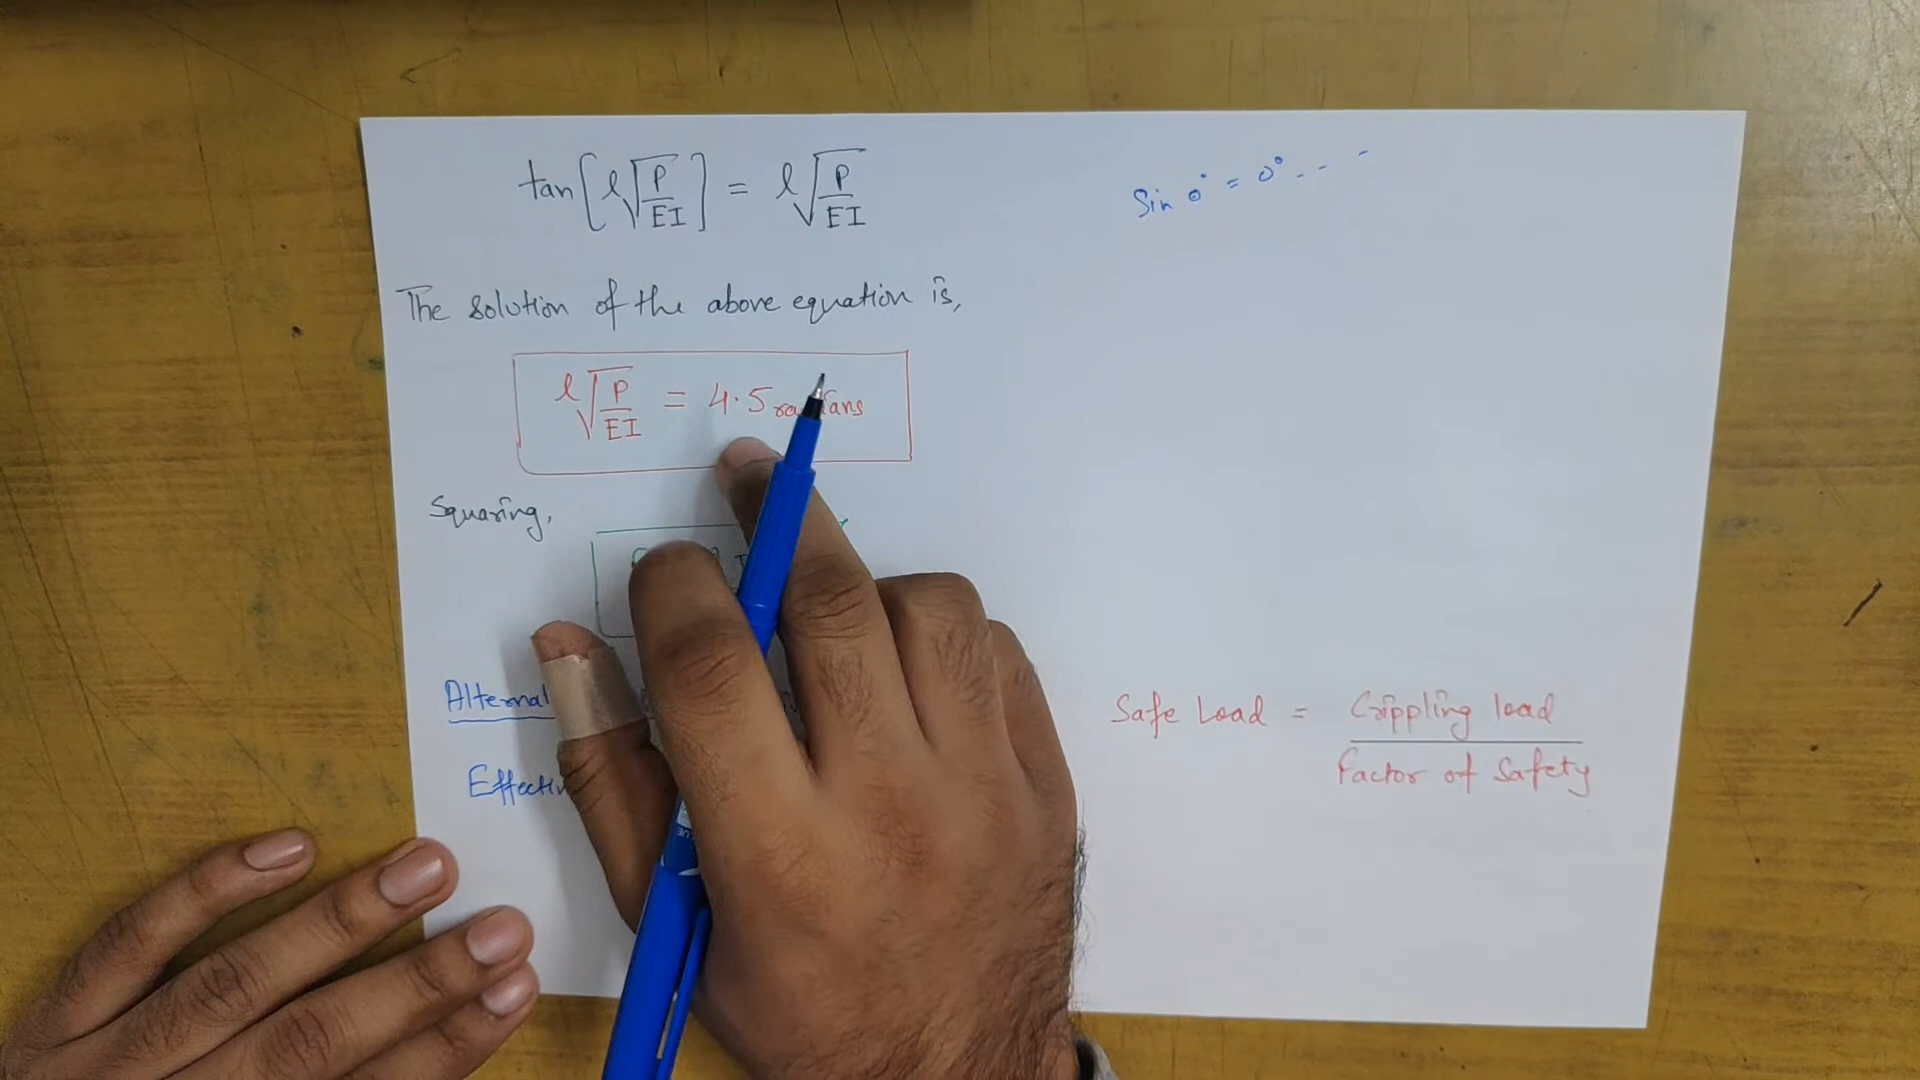 tan[l√P/EI] = l√P/EI
Sin 0° = 0° - - -
The solution of the above equation is,
l√P/EI = 4.5 radians
Squaring,
Safe Load = Crippling load / Factor of Safety